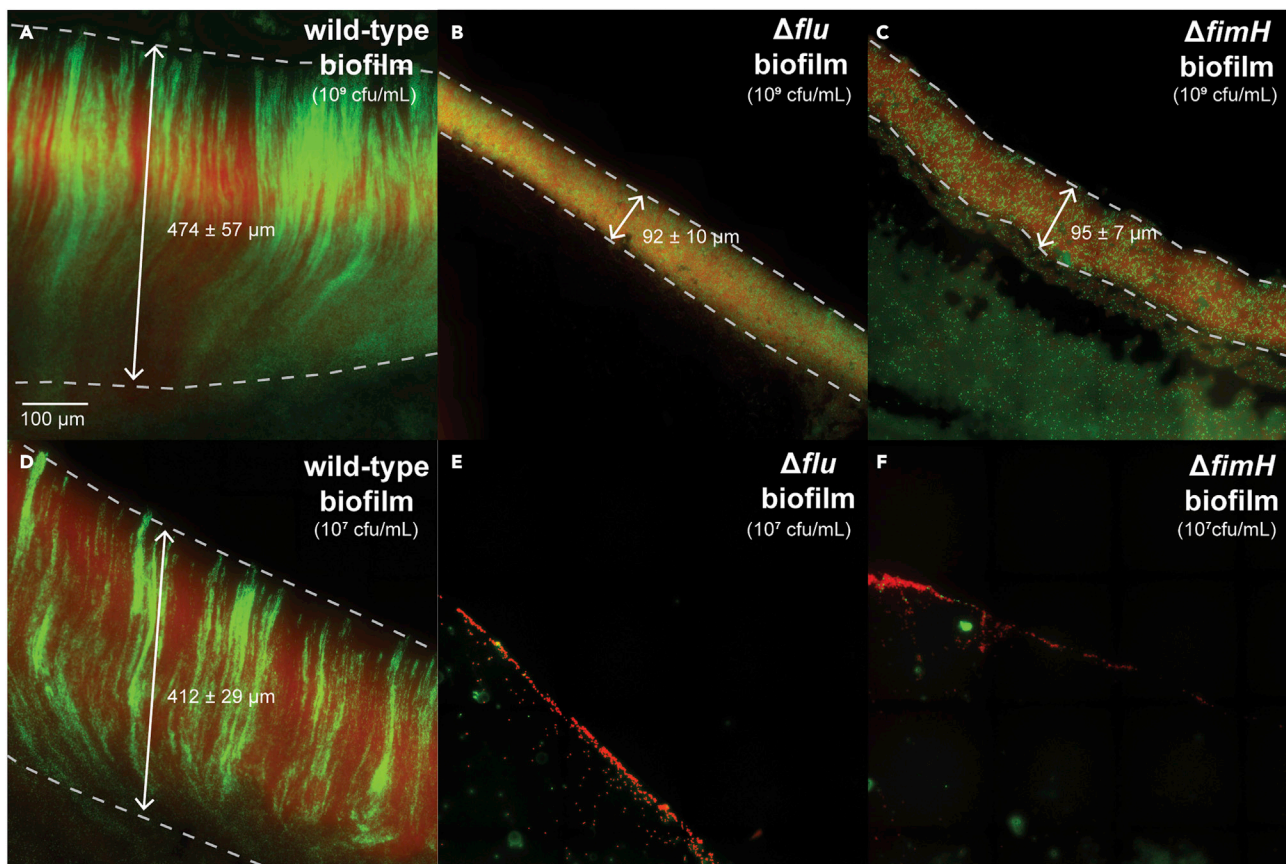 A
wild-type
biofilm
(10⁹ cfu/mL)
474 ± 57 µm
100 µm
B
Δflu
biofilm
(10⁹ cfu/mL)
92 ± 10 µm
C
ΔfimH
biofilm
(10⁹ cfu/mL)
95 ± 7 µm
D
wild-type
biofilm
(10⁷ cfu/mL)
412 ± 29 µm
E
Δflu
biofilm
(10⁷ cfu/mL)
F
ΔfimH
biofilm
(10⁷cfu/mL)